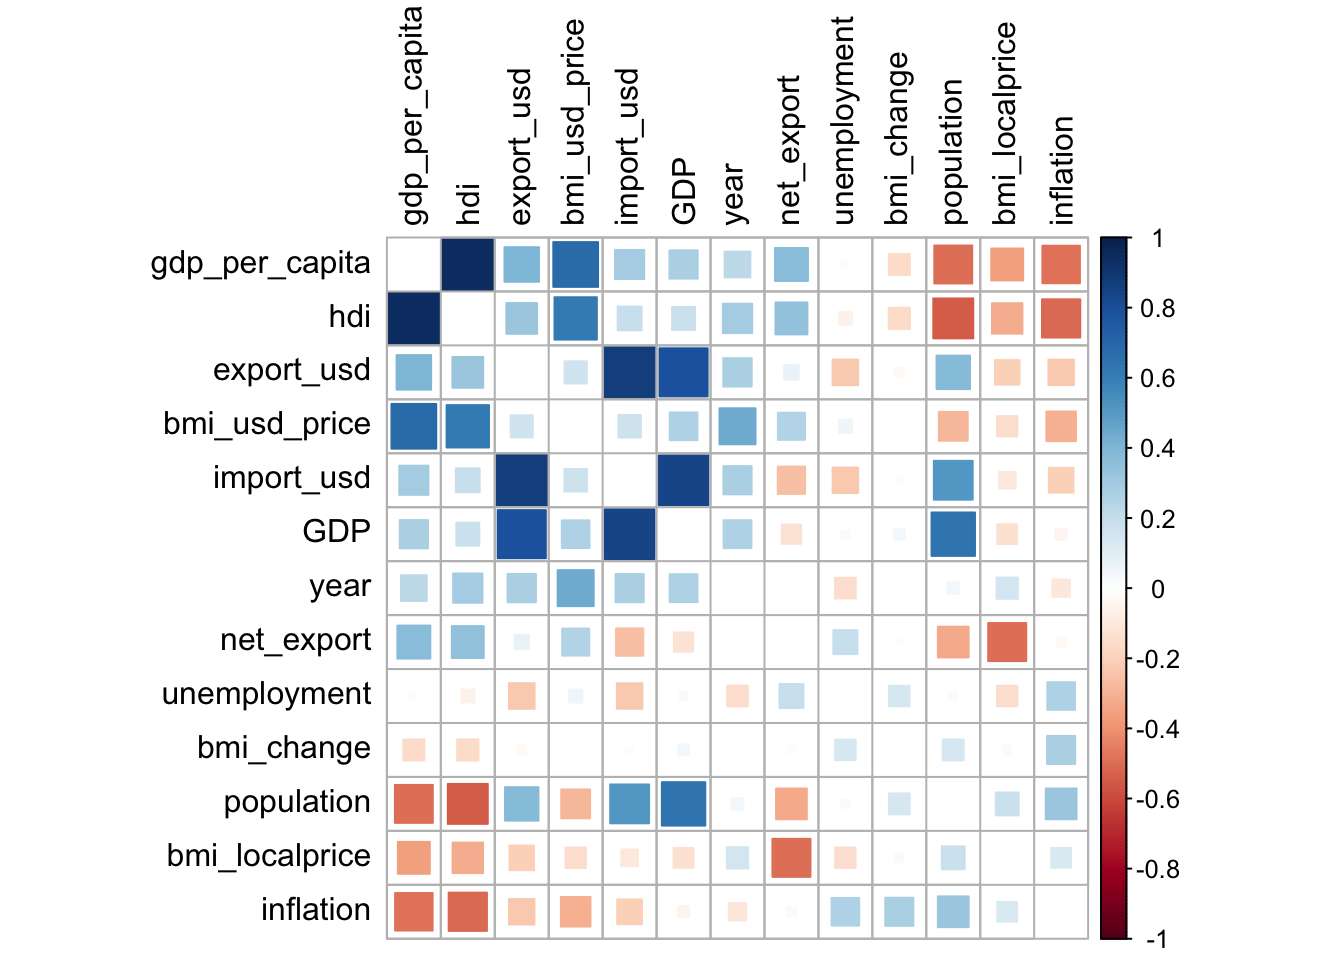 gdp_per_capita
hdi
export_usd
bmi_usd_price
import_usd
GDP
year
net_export
unemployment
bmi_change
population
bmi_localprice
inflation
gdp_per_capita
hdi
export_usd
bmi_usd_price
import_usd
GDP
year
net_export
unemployment
bmi_change
population
bmi_localprice
inflation
1
0.8
0.6
0.4
0.2
0
-0.2
-0.4
-0.6
-0.8
-1